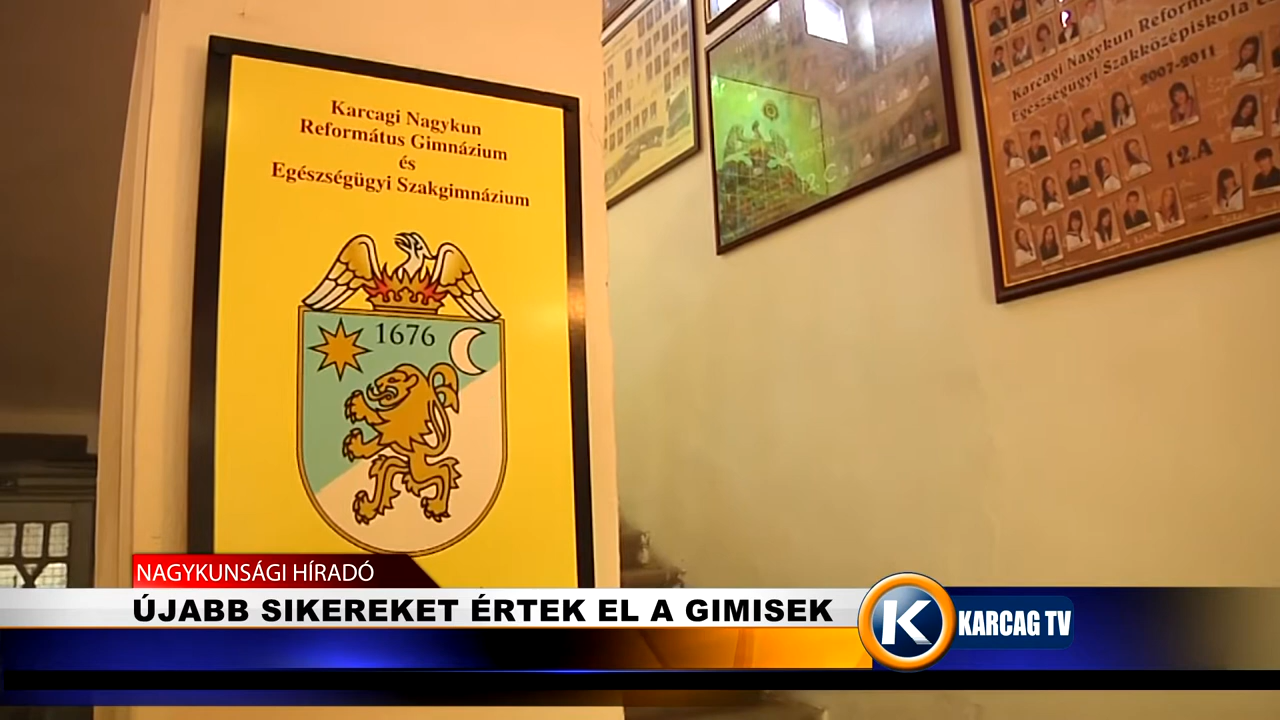 Karcagi Nagykun
Református Gimnázium
és
Egészségügyi Szakgimnázium
1676
12. C
Karcagi Nagykun Reform
Egészségügyi Szakközépiskola
2007-2011
12.A
NAGYKUNSÁGI HÍRADÓ
ÚJABB SIKEREKET ÉRTEK EL A GIMISEK
K
KARCAG TV